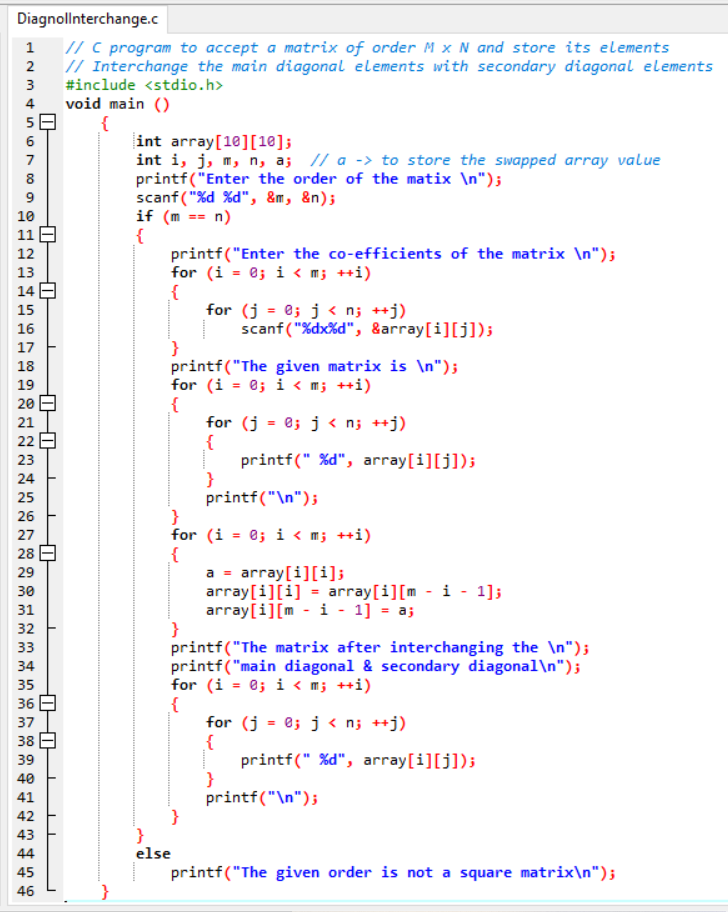 DiagnolInterchange.c
1 // C program to accept a matrix of order M x N and store its elements
2 // Interchange the main diagonal elements with secondary diagonal elements
3 #include <stdio.h>
4 void main ()
5 {
6 int array[10][10];
7 int i, j, m, n, a; // a -> to store the swapped array value
8 printf("Enter the order of the matix \n");
9 scanf("%d %d", &m, &n);
10 if (m == n)
11 {
12 printf("Enter the co-efficients of the matrix \n");
13 for (i = 0; i < m; ++i)
14 {
15 for (j = 0; j < n; ++j)
16 scanf("%dx%d", &array[i][j]);
17 }
18 printf("The given matrix is \n");
19 for (i = 0; i < m; ++i)
20 {
21 for (j = 0; j < n; ++j)
22 {
23 printf(" %d", array[i][j]);
24 }
25 printf("\n");
26 }
27 for (i = 0; i < m; ++i)
28 {
29 a = array[i][i];
30 array[i][i] = array[i][m - i - 1];
31 array[i][m - i - 1] = a;
32 }
33 printf("The matrix after interchanging the \n");
34 printf("main diagonal & secondary diagonal\n");
35 for (i = 0; i < m; ++i)
36 {
37 for (j = 0; j < n; ++j)
38 {
39 printf(" %d", array[i][j]);
40 }
41 printf("\n");
42 }
43 }
44 else
45 printf("The given order is not a square matrix\n");
46 }